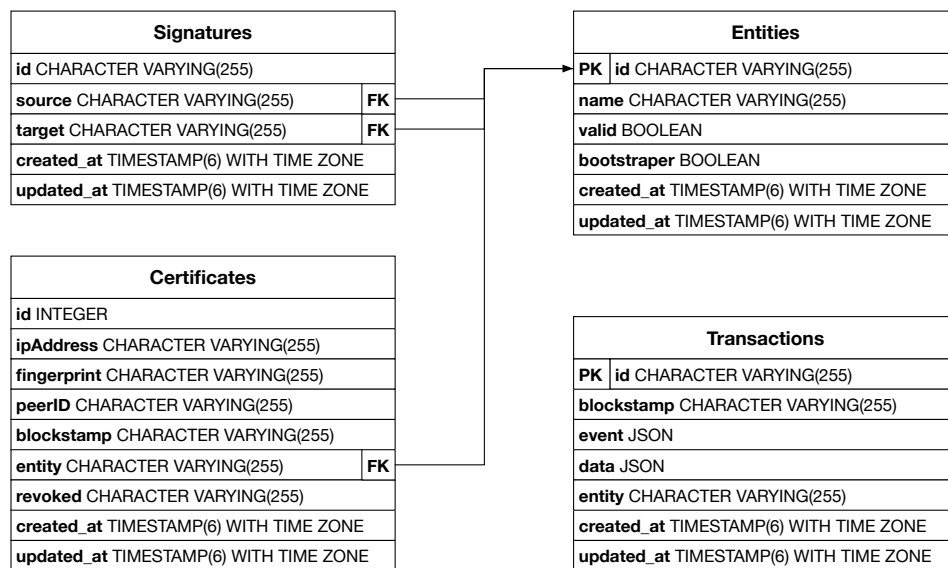 Signatures
id CHARACTER VARYING(255)
source CHARACTER VARYING(255) FK
target CHARACTER VARYING(255) FK
created_at TIMESTAMP(6) WITH TIME ZONE
updated_at TIMESTAMP(6) WITH TIME ZONE
Entities
PK id CHARACTER VARYING(255)
name CHARACTER VARYING(255)
valid BOOLEAN
bootstraper BOOLEAN
created_at TIMESTAMP(6) WITH TIME ZONE
updated_at TIMESTAMP(6) WITH TIME ZONE
Certificates
id INTEGER
ipAddress CHARACTER VARYING(255)
fingerprint CHARACTER VARYING(255)
peerID CHARACTER VARYING(255)
blockstamp CHARACTER VARYING(255)
entity CHARACTER VARYING(255) FK
revoked CHARACTER VARYING(255)
created_at TIMESTAMP(6) WITH TIME ZONE
updated_at TIMESTAMP(6) WITH TIME ZONE
Transactions
PK id CHARACTER VARYING(255)
blockstamp CHARACTER VARYING(255)
event JSON
data JSON
entity CHARACTER VARYING(255)
created_at TIMESTAMP(6) WITH TIME ZONE
updated_at TIMESTAMP(6) WITH TIME ZONE